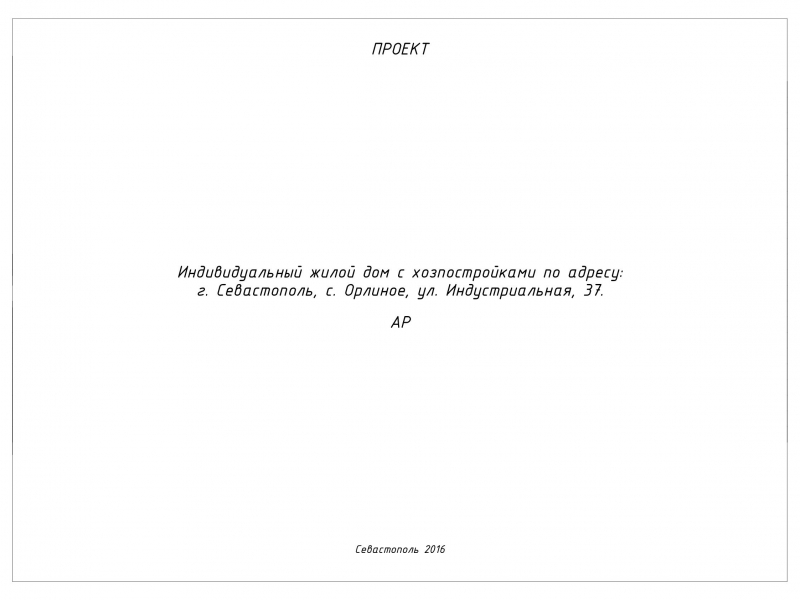 ПРОЕКТ
Индивидуальный жилой дом с хозпостройками по адресу:
г. Севастополь, с. Орлиное, ул. Индустриальная, 37.
АР
Севастополь 2016